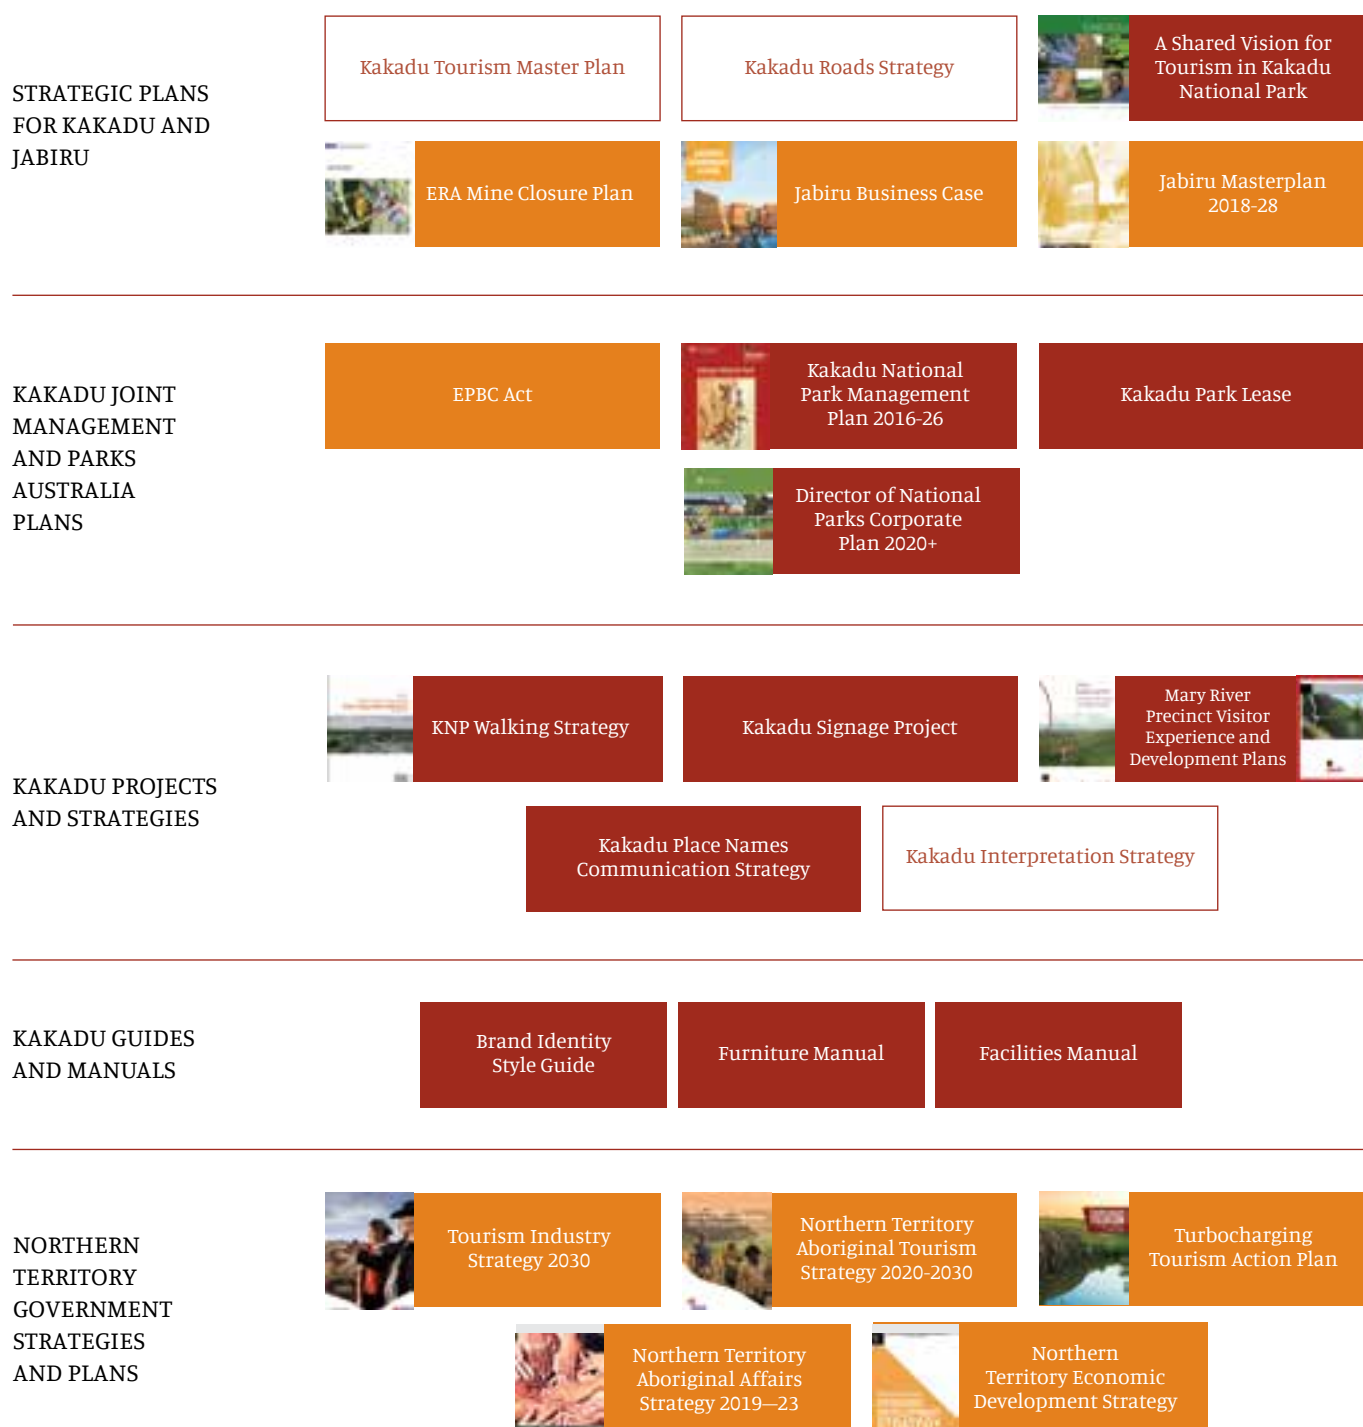 STRATEGIC PLANS
FOR KAKADU AND
JABIRU
Kakadu Tourism Master Plan
Kakadu Roads Strategy
A Shared Vision for
Tourism in Kakadu
National Park
ERA Mine Closure Plan
Jabiru Business Case
Jabiru Masterplan
2018-28
KAKADU JOINT
MANAGEMENT
AND PARKS
AUSTRALIA
PLANS
EPBC Act
Kakadu National
Park Management
Plan 2016-26
Kakadu Park Lease
Director of National
Parks Corporate
Plan 2020+
KAKADU PROJECTS
AND STRATEGIES
KNP Walking Strategy
Kakadu Signage Project
Mary River
Precinct Visitor
Experience and
Development Plans
Kakadu Place Names
Communication Strategy
Kakadu Interpretation Strategy
KAKADU GUIDES
AND MANUALS
Brand Identity
Style Guide
Furniture Manual
Facilities Manual
NORTHERN
TERRITORY
GOVERNMENT
STRATEGIES
AND PLANS
Tourism Industry
Strategy 2030
Northern Territory
Aboriginal Tourism
Strategy 2020-2030
Turbocharging
Tourism Action Plan
Northern Territory
Aboriginal Affairs
Strategy 2019—23
Northern
Territory Economic
Development Strategy